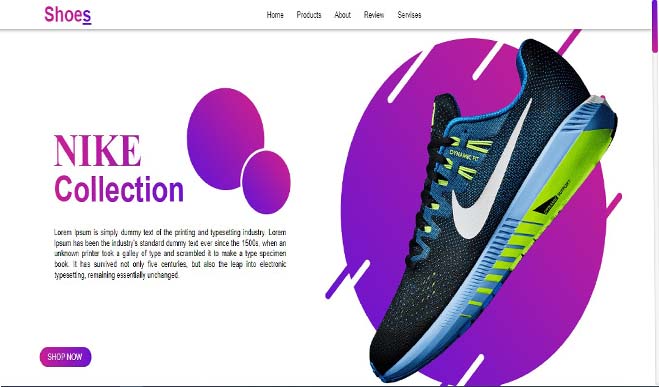 Shoes
Home Products About Review Servises
NIKE
Collection
Lorem Ipsum is simply dummy text of the printing and typesetting industry. Lorem
Ipsum has been the industry's standard dummy text ever since the 1500s, when an
unknown printer took a galley of type and scrambled it to make a type specimen
book. It has survived not only five centuries, but also the leap into electronic
typesetting, remaining essentially unchanged.
DYNAMIC FIT
SHOP NOW